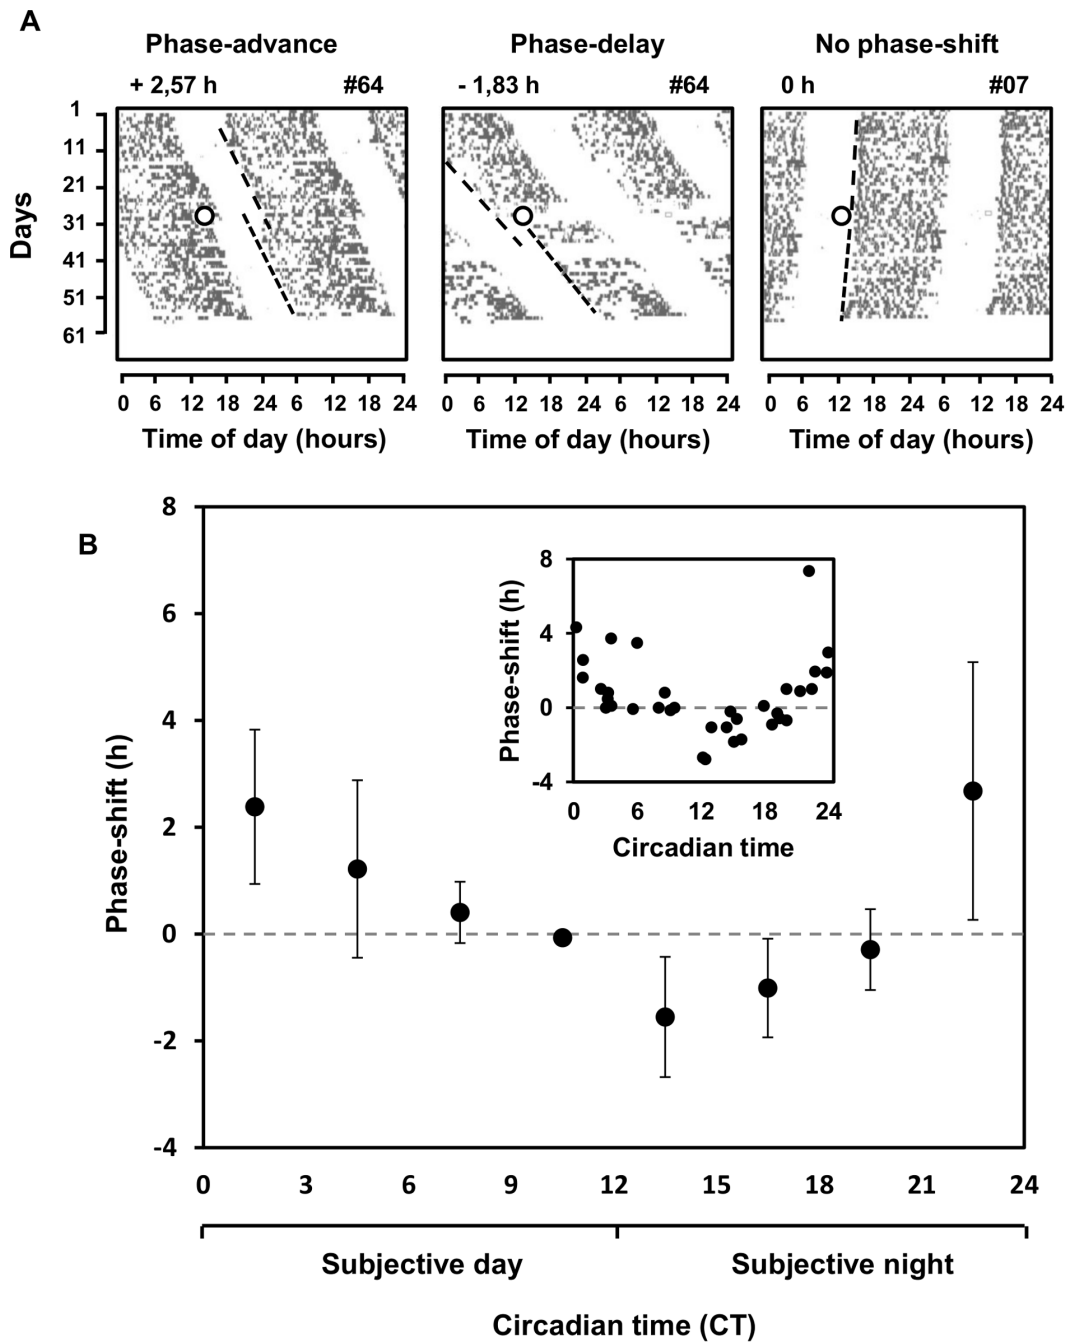 A
Phase-advance Phase-delay No phase-shift
+ 2,57 h #64 - 1,83 h #64 0 h #07
Days
1
11
21
31
41
51
61
0 6 12 18 24 6 12 18 24 0 6 12 18 24 6 12 18 24 0 6 12 18 24 6 12 18 24
Time of day (hours) Time of day (hours) Time of day (hours)
B
Phase-shift (h)
8
6
4
2
0
-2
-4
Phase-shift (h)
8
4
0
-4
0 6 12 18 24
Circadian time
0 3 6 9 12 15 18 21 24
Subjective day Subjective night
Circadian time (CT)